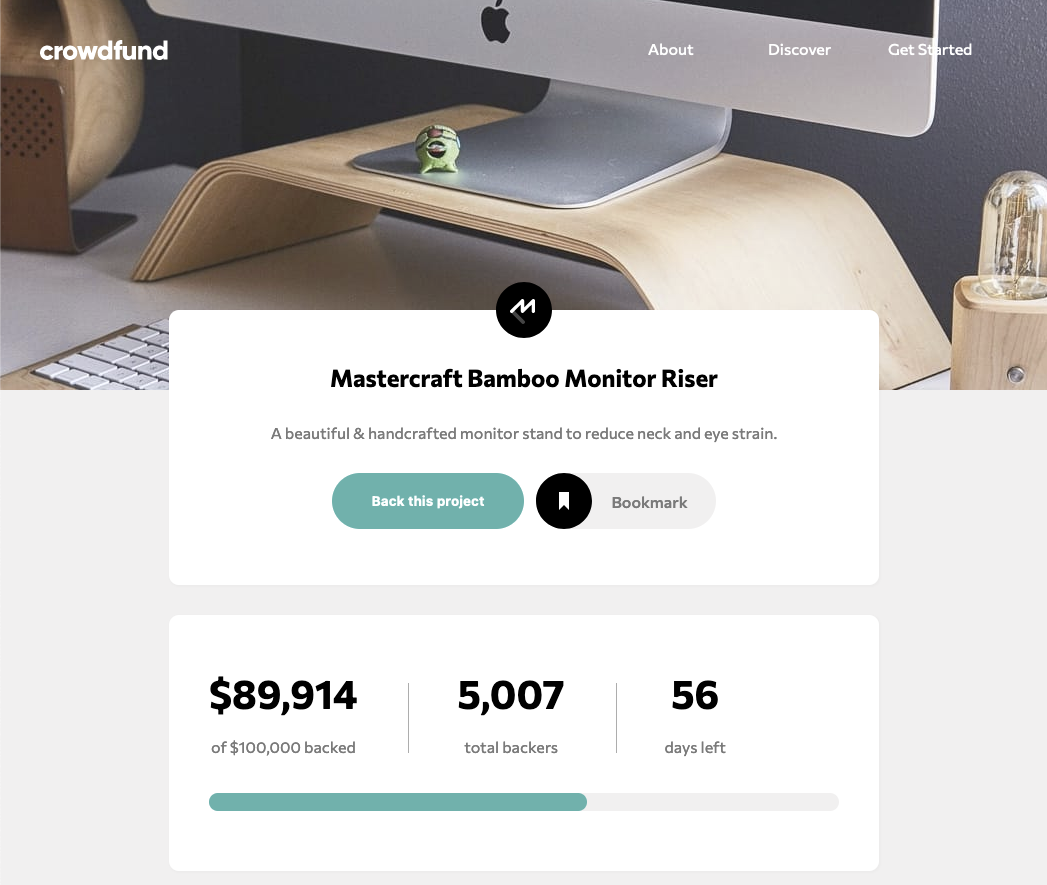 crowdfund About Discover Get Started
Mastercraft Bamboo Monitor Riser
A beautiful & handcrafted monitor stand to reduce neck and eye strain.
Back this project Bookmark
$89,914 5,007 56
of $100,000 backed total backers days left